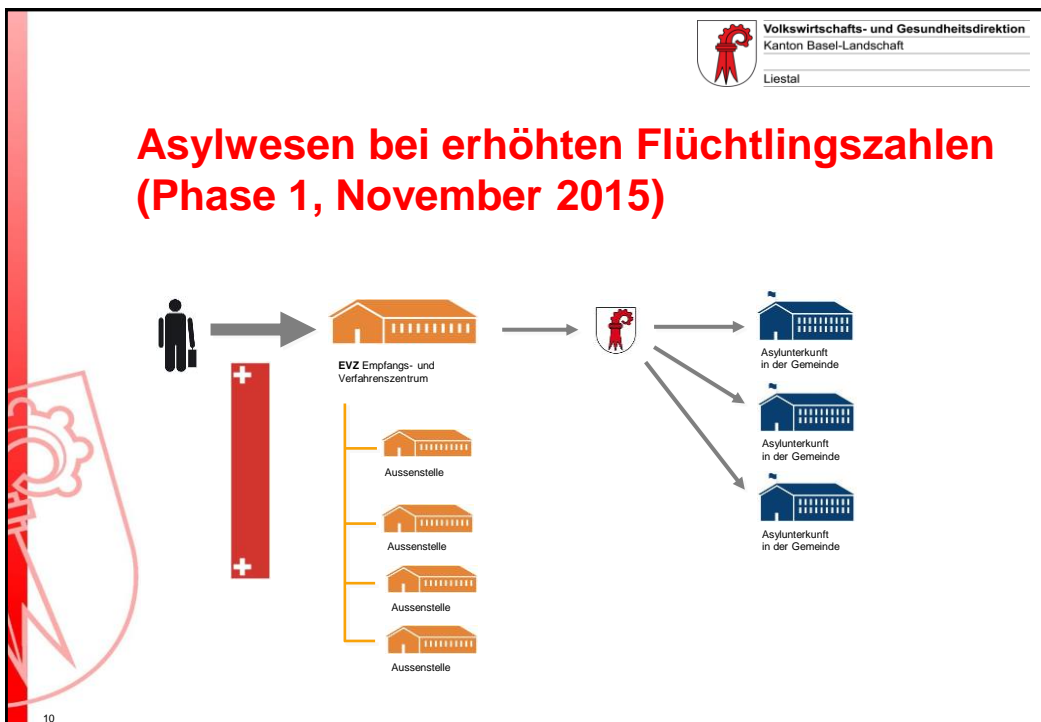 Volkswirtschafts- und Gesundheitsdirektion
Kanton Basel-Landschaft
Liestal
Asylwesen bei erhöhten Flüchtlingszahlen
(Phase 1, November 2015)
EVZ Empfangs- und
Verfahrenszentrum
Aussenstelle
Aussenstelle
Aussenstelle
Aussenstelle
Asylunterkunft
in der Gemeinde
Asylunterkunft
in der Gemeinde
Asylunterkunft
in der Gemeinde
10